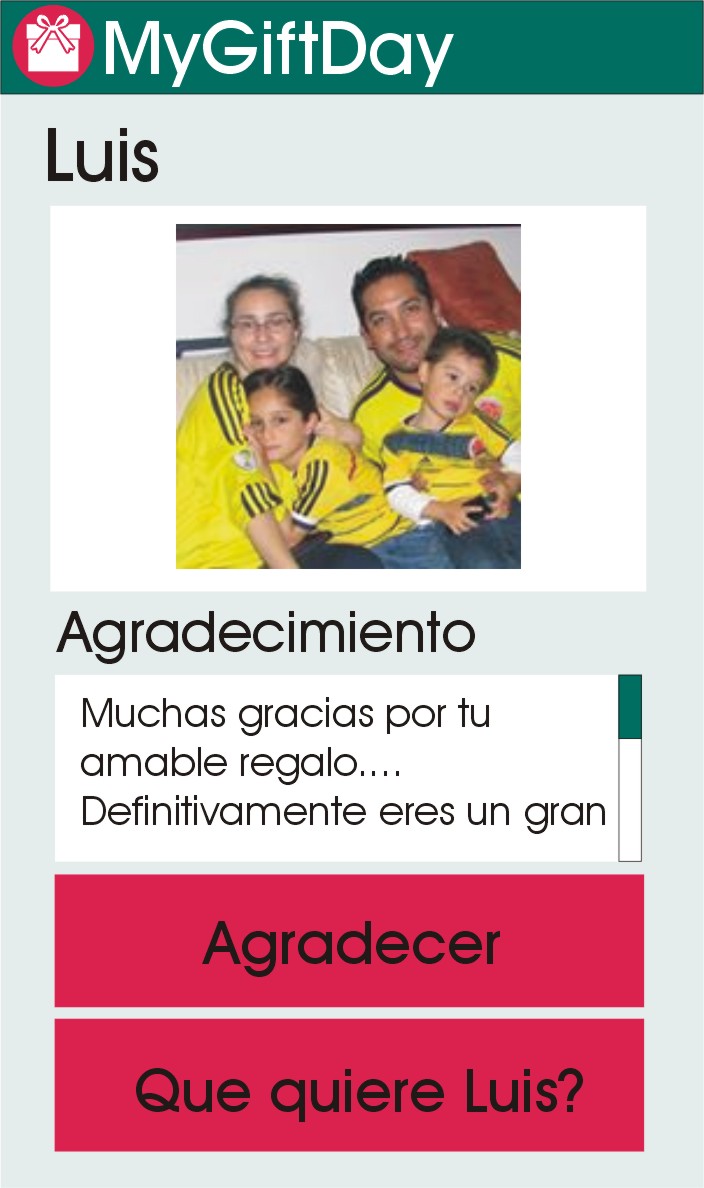 MyGiftDay
Luis
Agradecimiento
Muchas gracias por tu
amable regalo....
Definitivamente eres un gran
Agradecer
Que quiere Luis?